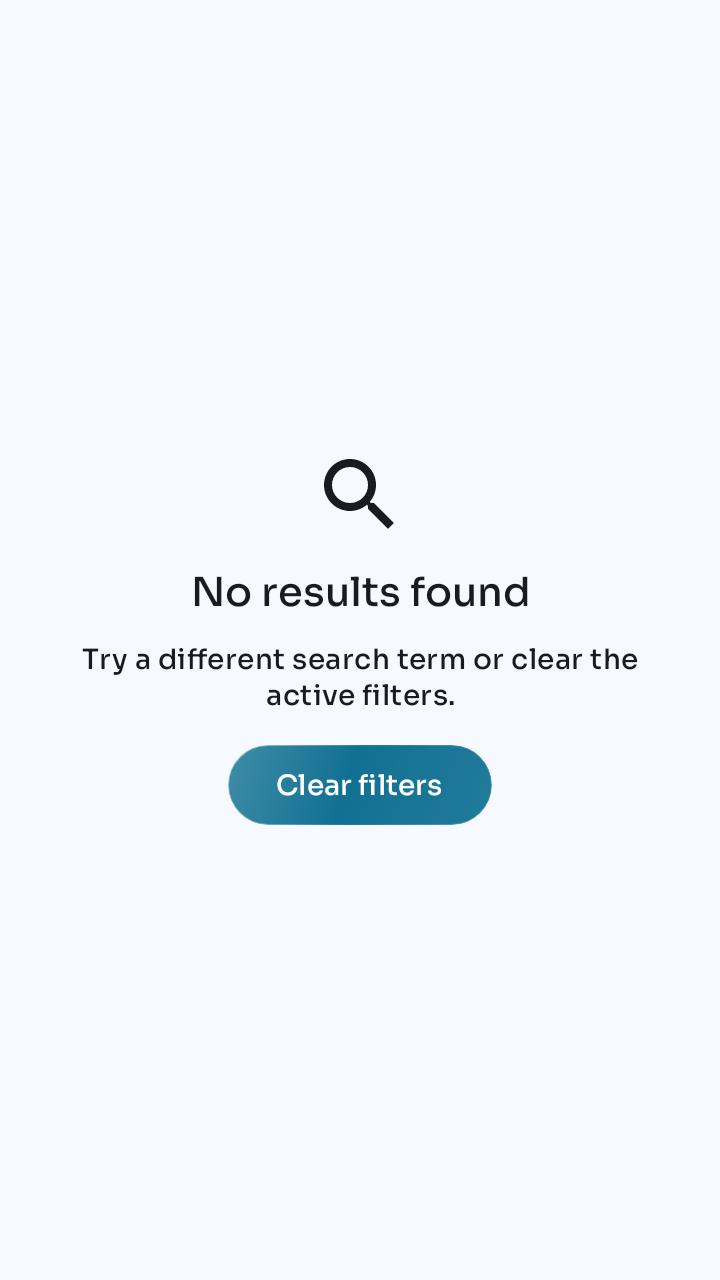 No results found
Try a different search term or clear the
active filters.
Clear filters